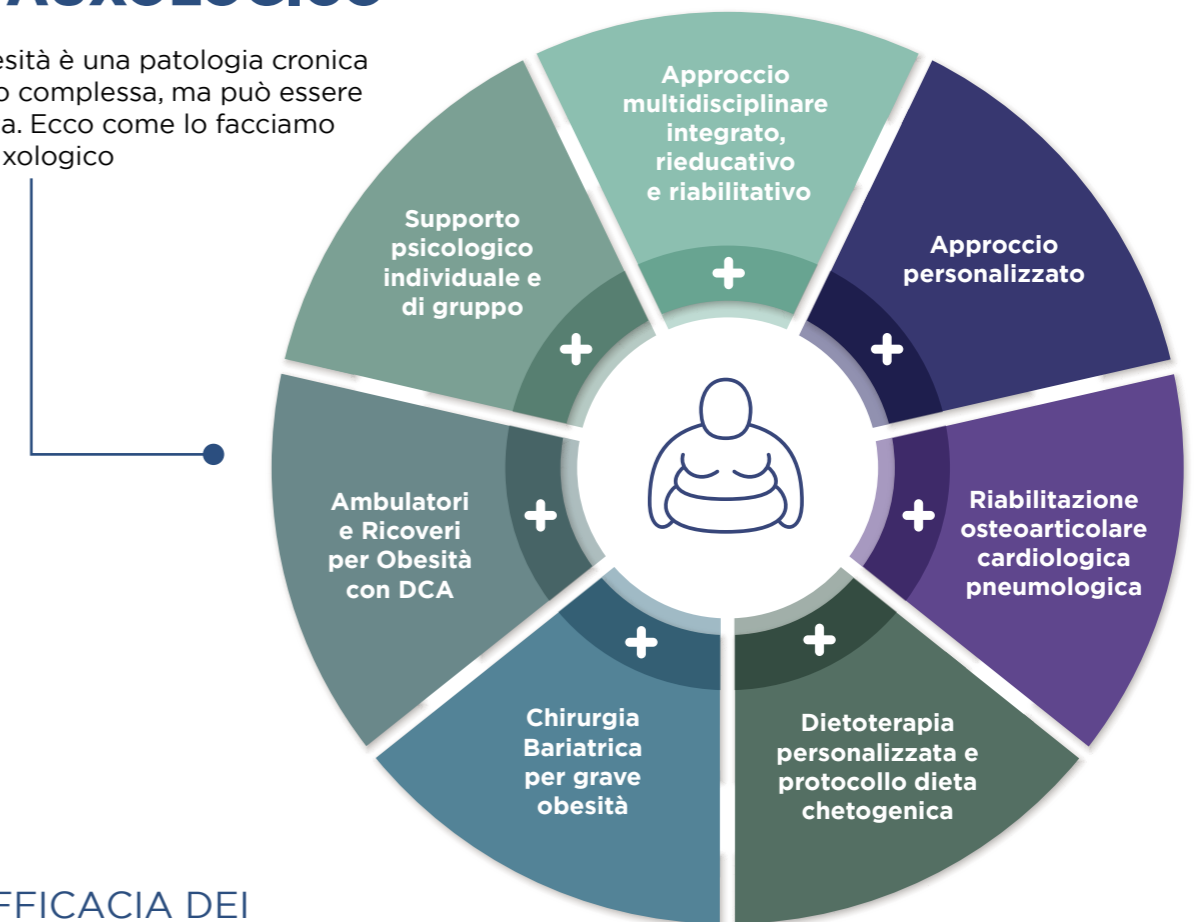 AUXOLOGICO
esità è una patologia cronica
o complessa, ma può essere
a. Ecco come lo facciamo
xologico
Approccio
multidisciplinare
integrato,
rieducativo
e riabilitativo
Approccio
personalizzato
Riabilitazione
osteoarticolare
cardiologica
pneumologica
Dietoterapia
personalizzata e
protocollo dieta
chetogenica
Chirurgia
Bariatrica
per grave
obesità
Ambulatori
e Ricoveri
per Obesità
con DCA
Supporto
psicologico
individuale e
di gruppo
FFICACIA DEI